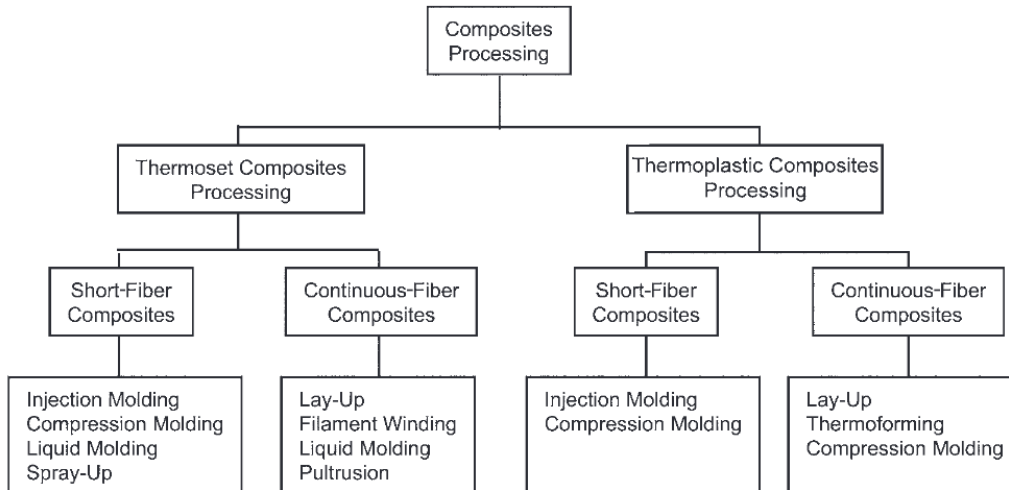 Composites
Processing
Thermoset Composites
Processing
Thermoplastic Composites
Processing
Short-Fiber
Composites
Continuous-Fiber
Composites
Short-Fiber
Composites
Continuous-Fiber
Composites
Injection Molding
Compression Molding
Liquid Molding
Spray-Up
Lay-Up
Filament Winding
Liquid Molding
Pultrusion
Injection Molding
Compression Molding
Lay-Up
Thermoforming
Compression Molding